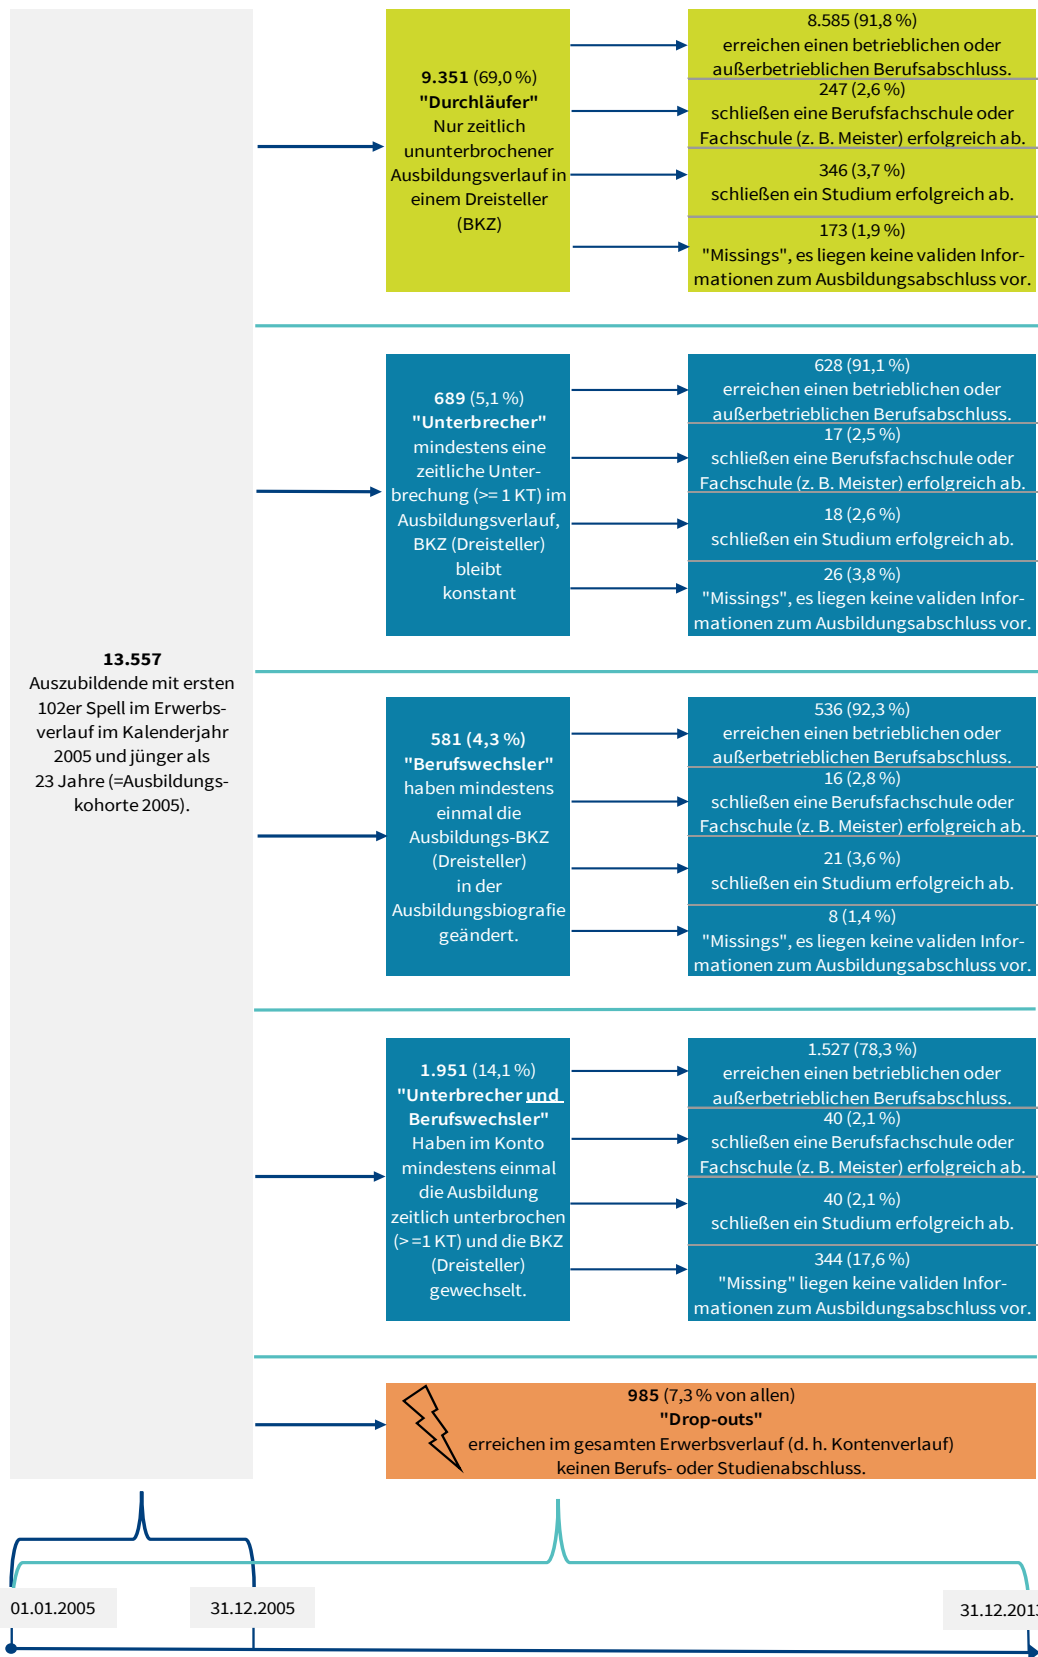 13.557
Auszubildende mit ersten
102er Spell im Erwerbs-
verlauf im Kalenderjahr
2005 und jünger als
23 Jahre (=Ausbildungs-
kohorte 2005).
9.351 (69,0 %)
"Durchläufer"
Nur zeitlich
ununterbrochener
Ausbildungsverlauf in
einem Dreisteller
(BKZ)
8.585 (91,8 %)
erreichen einen betrieblichen oder
außerbetrieblichen Berufsabschluss.
247 (2,6 %)
schließen eine Berufsfachschule oder
Fachschule (z. B. Meister) erfolgreich ab.
346 (3,7 %)
schließen ein Studium erfolgreich ab.
173 (1,9 %)
"Missings", es liegen keine validen Infor-
mationen zum Ausbildungsabschluss vor.
689 (5,1 %)
"Unterbrecher"
mindestens eine
zeitliche Unter-
brechung (>= 1 KT) im
Ausbildungsverlauf,
BKZ (Dreisteller)
bleibt
konstant
628 (91,1 %)
erreichen einen betrieblichen oder
außerbetrieblichen Berufsabschluss.
17 (2,5 %)
schließen eine Berufsfachschule oder
Fachschule (z. B. Meister) erfolgreich ab.
18 (2,6 %)
schließen ein Studium erfolgreich ab.
26 (3,8 %)
"Missings", es liegen keine validen Infor-
mationen zum Ausbildungsabschluss vor.
581 (4,3 %)
"Berufswechsler"
haben mindestens
einmal die
Ausbildungs-BKZ
(Dreisteller)
in der
Ausbildungsbiografie
geändert.
536 (92,3 %)
erreichen einen betrieblichen oder
außerbetrieblichen Berufsabschluss.
16 (2,8 %)
schließen eine Berufsfachschule oder
Fachschule (z. B. Meister) erfolgreich ab.
21 (3,6 %)
schließen ein Studium erfolgreich ab.
8 (1,4 %)
"Missings", es liegen keine validen Infor-
mationen zum Ausbildungsabschluss vor.
1.951 (14,1 %)
"Unterbrecher und
Berufswechsler"
Haben im Konto
mindestens einmal
die Ausbildung
zeitlich unterbrochen
(> =1 KT) und die BKZ
(Dreisteller)
gewechselt.
1.527 (78,3 %)
erreichen einen betrieblichen oder
außerbetrieblichen Berufsabschluss.
40 (2,1 %)
schließen eine Berufsfachschule oder
Fachschule (z. B. Meister) erfolgreich ab.
40 (2,1 %)
schließen ein Studium erfolgreich ab.
344 (17,6 %)
"Missing" liegen keine validen Infor-
mationen zum Ausbildungsabschluss vor.
985 (7,3 % von allen)
"Drop-outs"
erreichen im gesamten Erwerbsverlauf (d. h. Kontenverlauf)
keinen Berufs- oder Studienabschluss.
01.01.2005
31.12.2005
31.12.2013